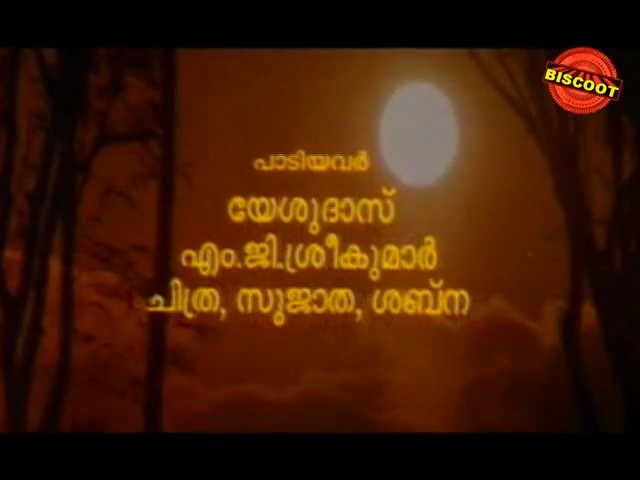 BISCOOT
പാടിയവർ
യേശുദാസ്
എം.ജി.ശ്രീകുമാർ
ചിത്ര, സുജാത, ശബ്ന